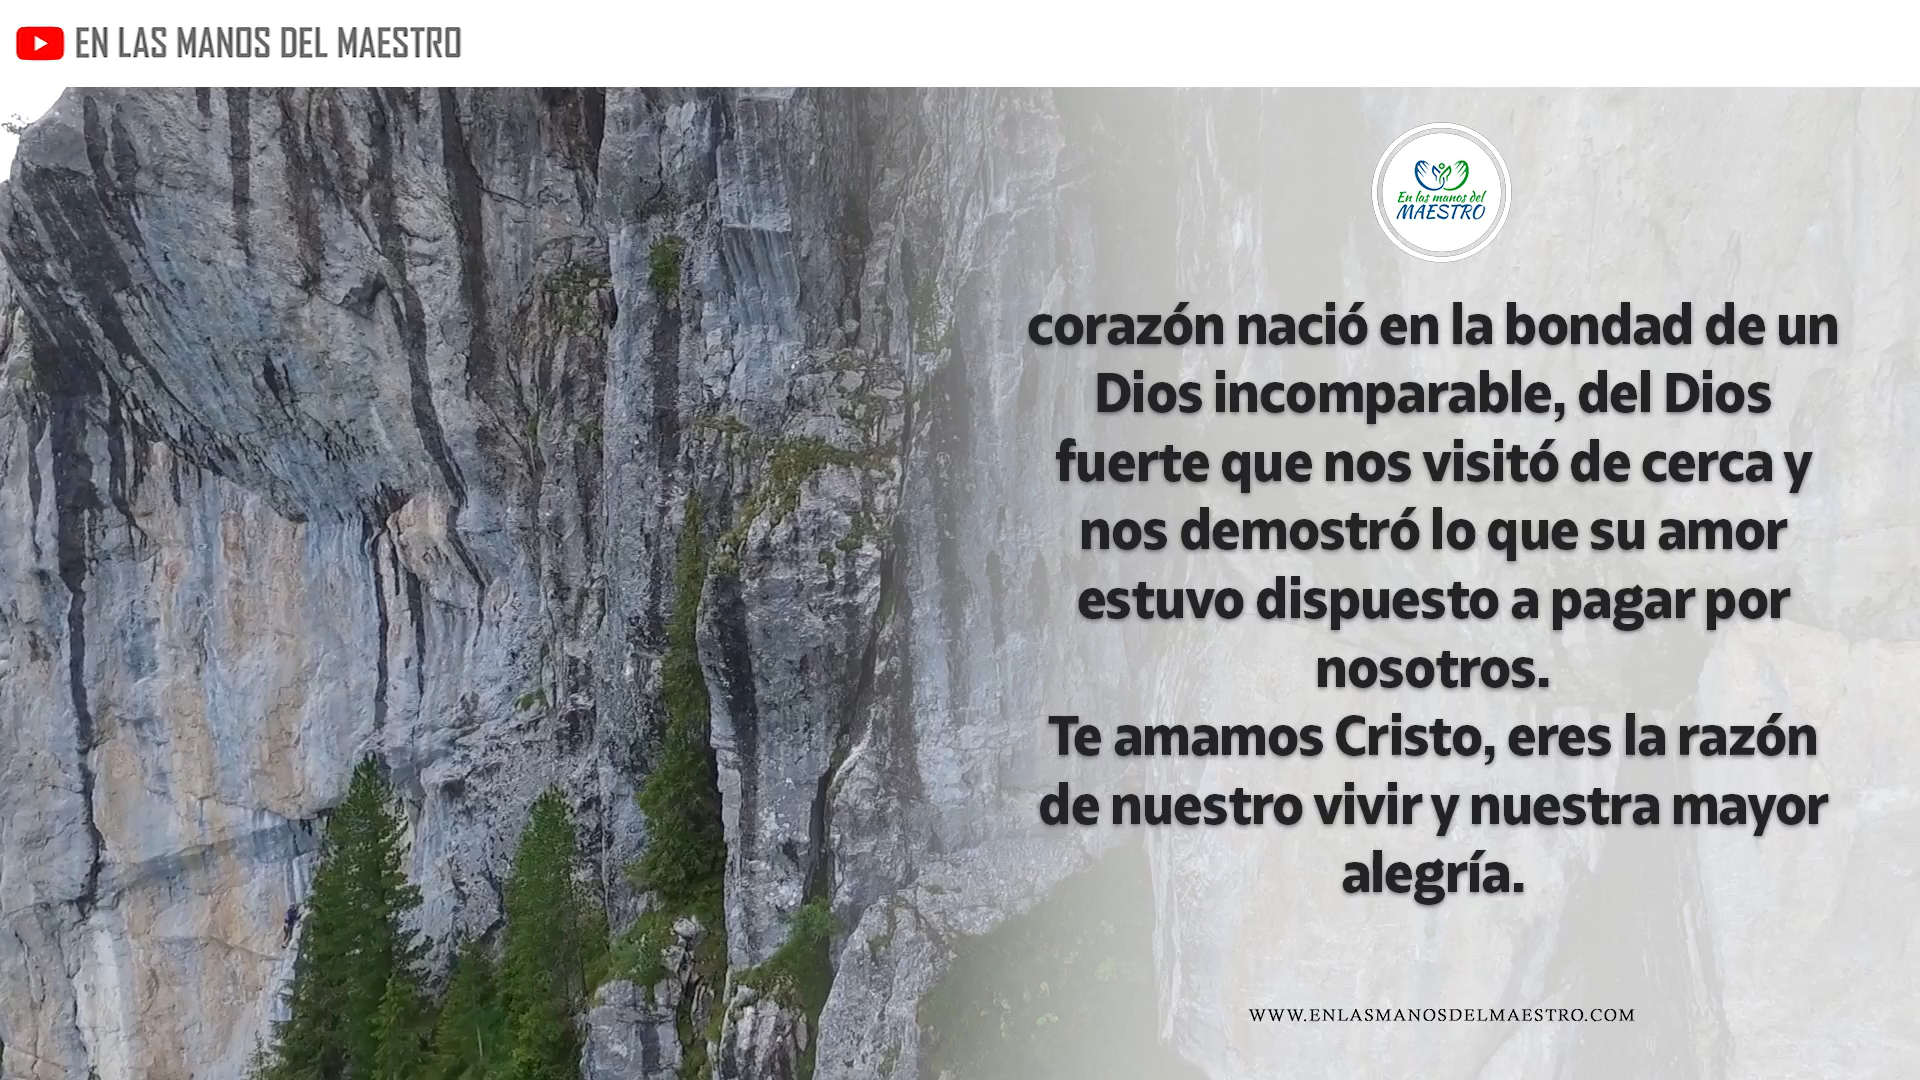 EN LAS MANOS DEL MAESTRO
En las manos del
MAESTRO
corazón nació en la bondad de un
Dios incomparable, del Dios
fuerte que nos visitó de cerca y
nos demostró lo que su amor
estuvo dispuesto a pagar por
nosotros.
Te amamos Cristo, eres la razón
de nuestro vivir y nuestra mayor
alegría.
WWW.ENLASMANOSDELMAESTRO.COM